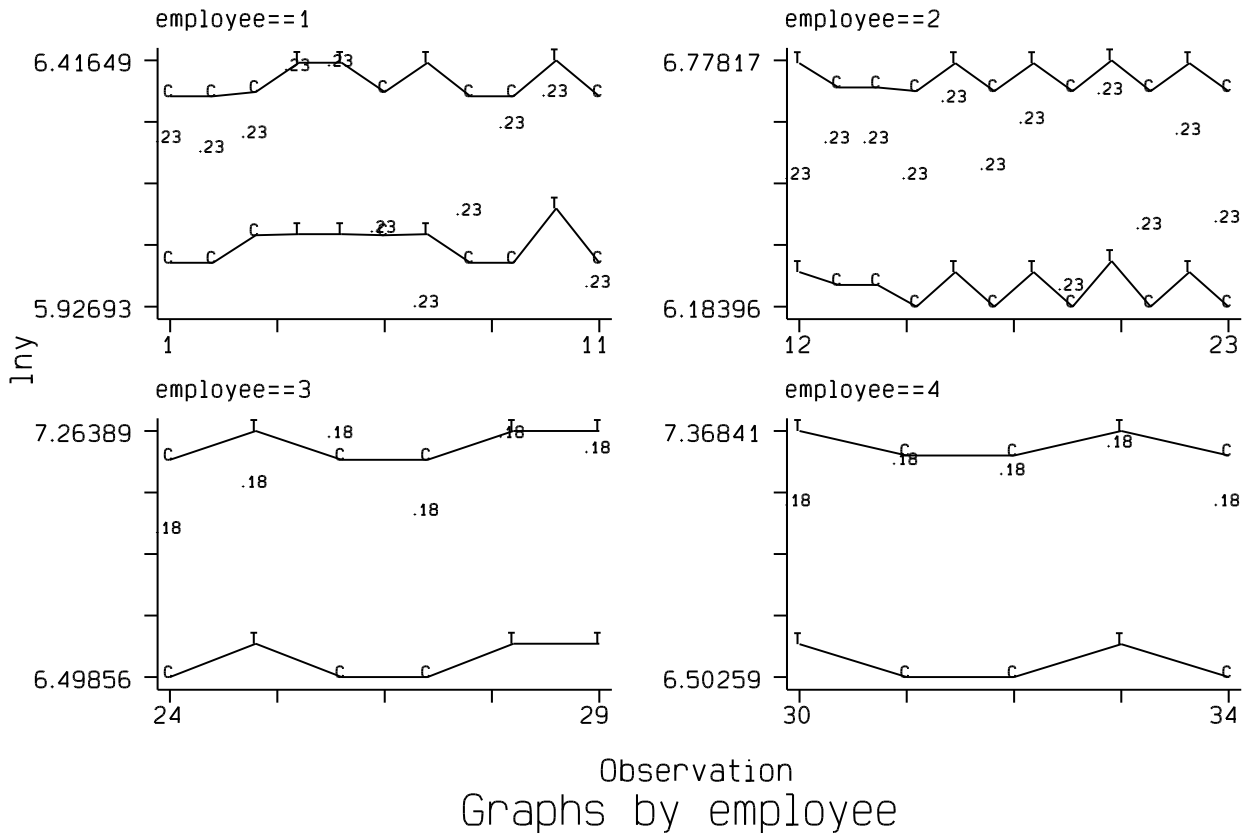 employee==1
employee==2
6.41649
T T T T
.23 .23 .23
C C C C C C C
.23 .23 .23 .23
.23
.23
T
C T T C T
.23
C C C C C
.23
.23
5.92693
1
11
6.77817
T T T T T
C C C C C C C
.23 .23
.23
.23 .23 .23
.23 .23 .23
.23 .23
T T T T T
C C C C C C C
.23
6.18396
12
23
lny
employee==3
employee==4
7.26389
T T T
.18 .18 .18
C C C
.18
.18
.18
T T T
C C C
6.49856
24
29
7.36841
T T
.18
C C C
.18 .18
.18 .18
T T
C C C
6.50259
30
34
Observation
Graphs by employee